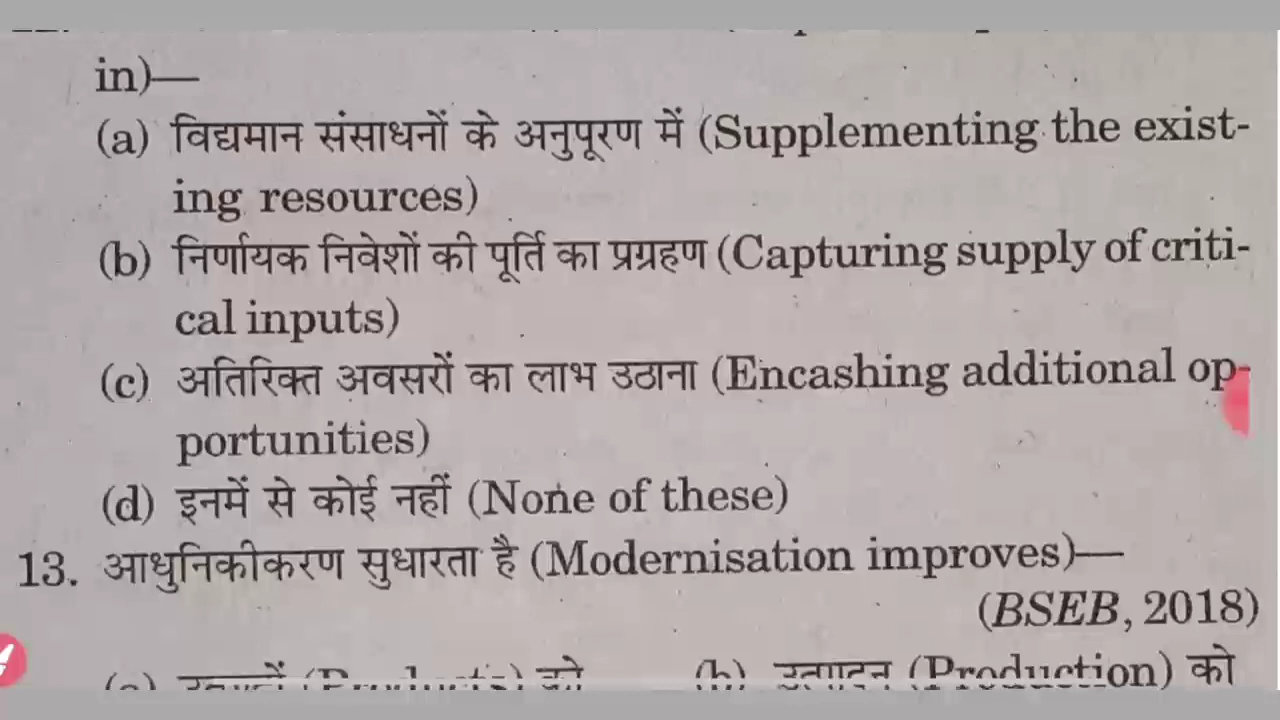 in)—
(a) विद्यमान संसाधनों के अनुपूरण में (Supplementing the exist-
ing resources)
(b) निर्णायक निवेशों की पूर्ति का प्रग्रहण (Capturing supply of criti-
cal inputs)
(c) अतिरिक्त अवसरों का लाभ उठाना (Encashing additional op-
portunities)
(d) इनमें से कोई नहीं (None of these)
13. आधुनिकीकरण सुधारता है (Modernisation improves)—
(BSEB, 2018)
(b) उत्पादन (Production) को